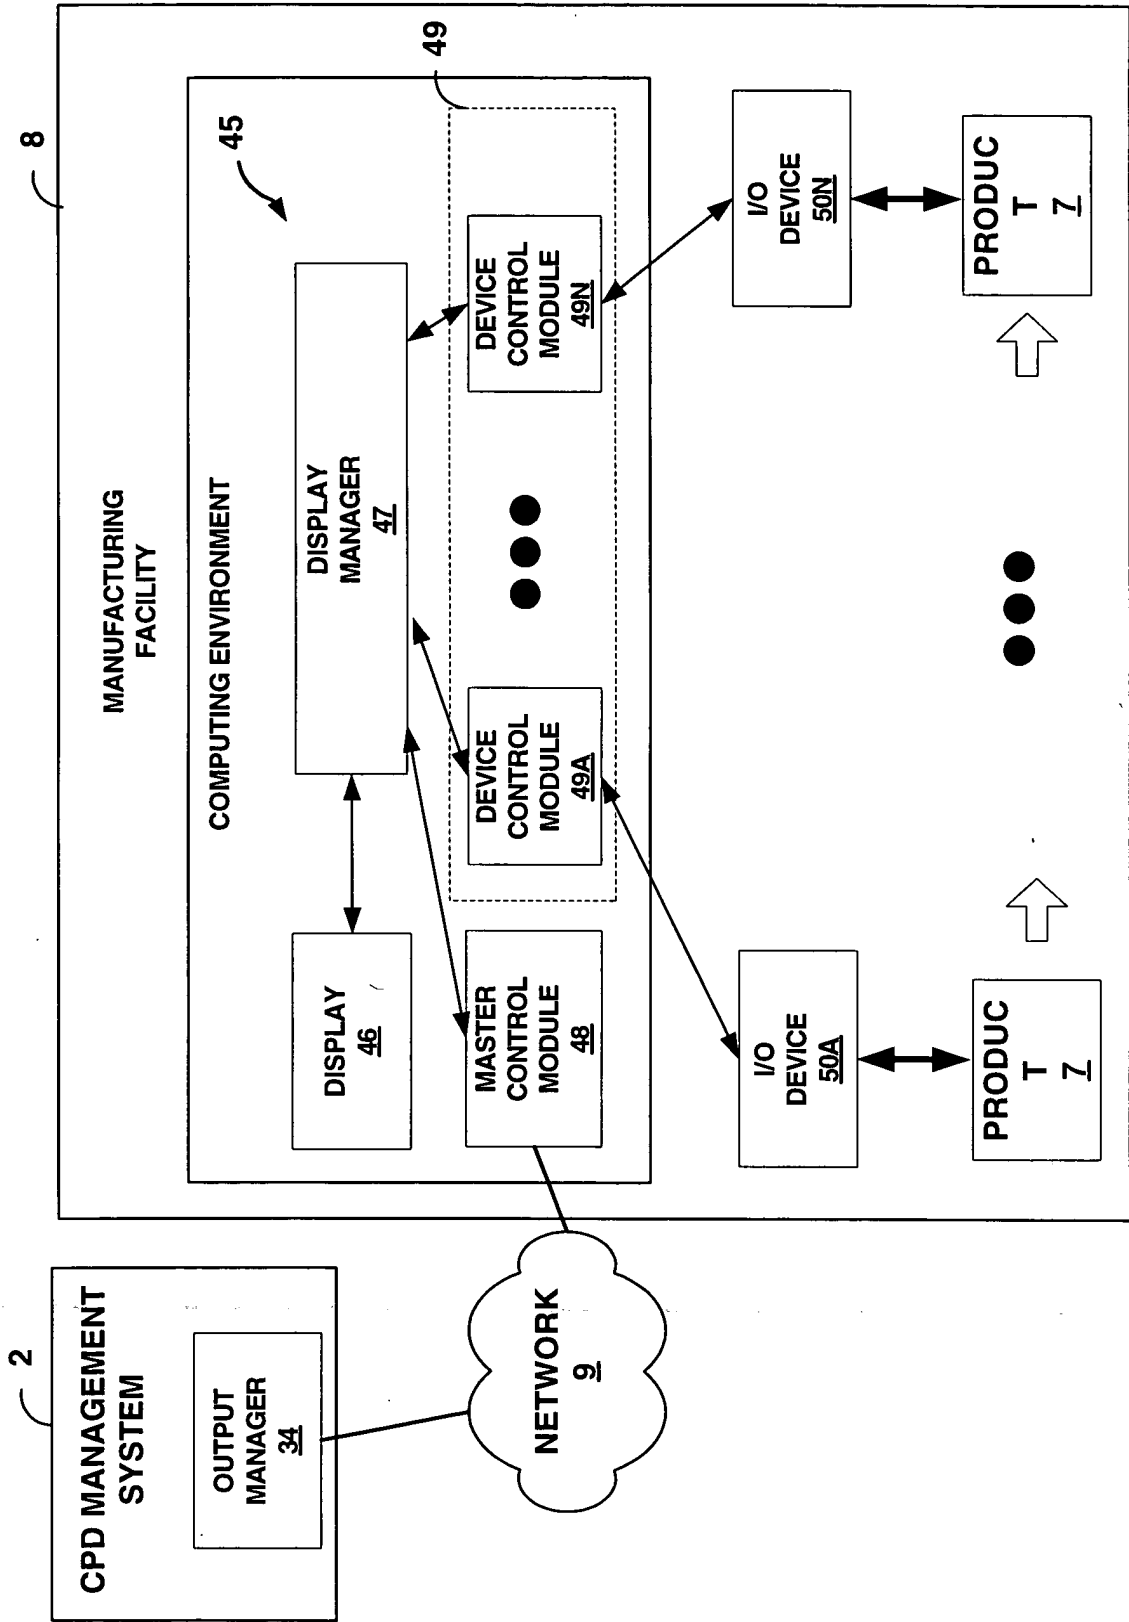 2
CPD MANAGEMENT
SYSTEM
OUTPUT
MANAGER
34
NETWORK
9
8
MANUFACTURING
FACILITY
COMPUTING ENVIRONMENT
45
DISPLAY
46
DISPLAY
MANAGER
47
49
MASTER
CONTROL
MODULE
48
DEVICE
CONTROL
MODULE
49A
DEVICE
CONTROL
MODULE
49N
I/O
DEVICE
50A
I/O
DEVICE
50N
PRODUC
T
7
PRODUC
T
7